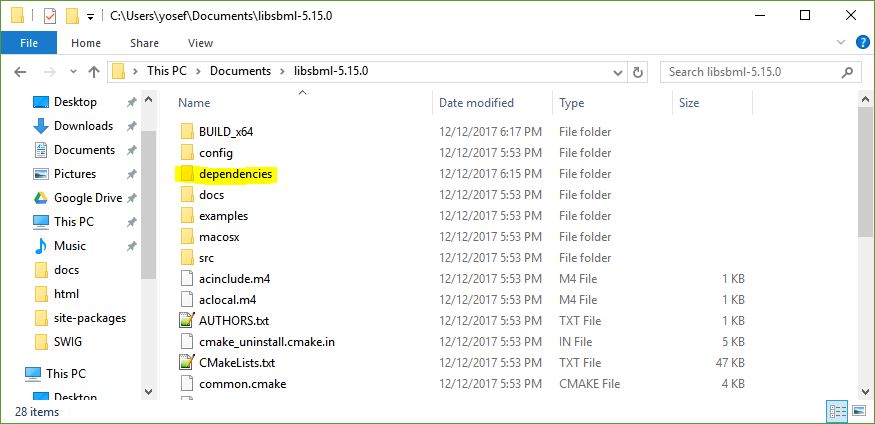 C:\Users\yosef\Documents\libsbml-5.15.0
File Home Share View
This PC Documents libsbml-5.15.0 Search libsbml-5.15.0
Name Date modified Type Size
Desktop
Downloads
Documents
Pictures
Google Drive
This PC
Music
docs
html
site-packages
SWIG
This PC
Desktop
BUILD_x64 12/12/2017 6:17 PM File folder
config 12/12/2017 5:53 PM File folder
dependencies 12/12/2017 6:15 PM File folder
docs 12/12/2017 5:53 PM File folder
examples 12/12/2017 5:53 PM File folder
macosx 12/12/2017 5:53 PM File folder
src 12/12/2017 5:53 PM File folder
acinclude.m4 12/12/2017 5:53 PM M4 File 1 KB
aclocal.m4 12/12/2017 5:53 PM M4 File 1 KB
AUTHORS.txt 12/12/2017 5:53 PM TXT File 1 KB
cmake_uninstall.cmake.in 12/12/2017 5:53 PM IN File 5 KB
CMakeLists.txt 12/12/2017 5:53 PM TXT File 47 KB
common.cmake 12/12/2017 5:53 PM CMAKE File 4 KB
28 items